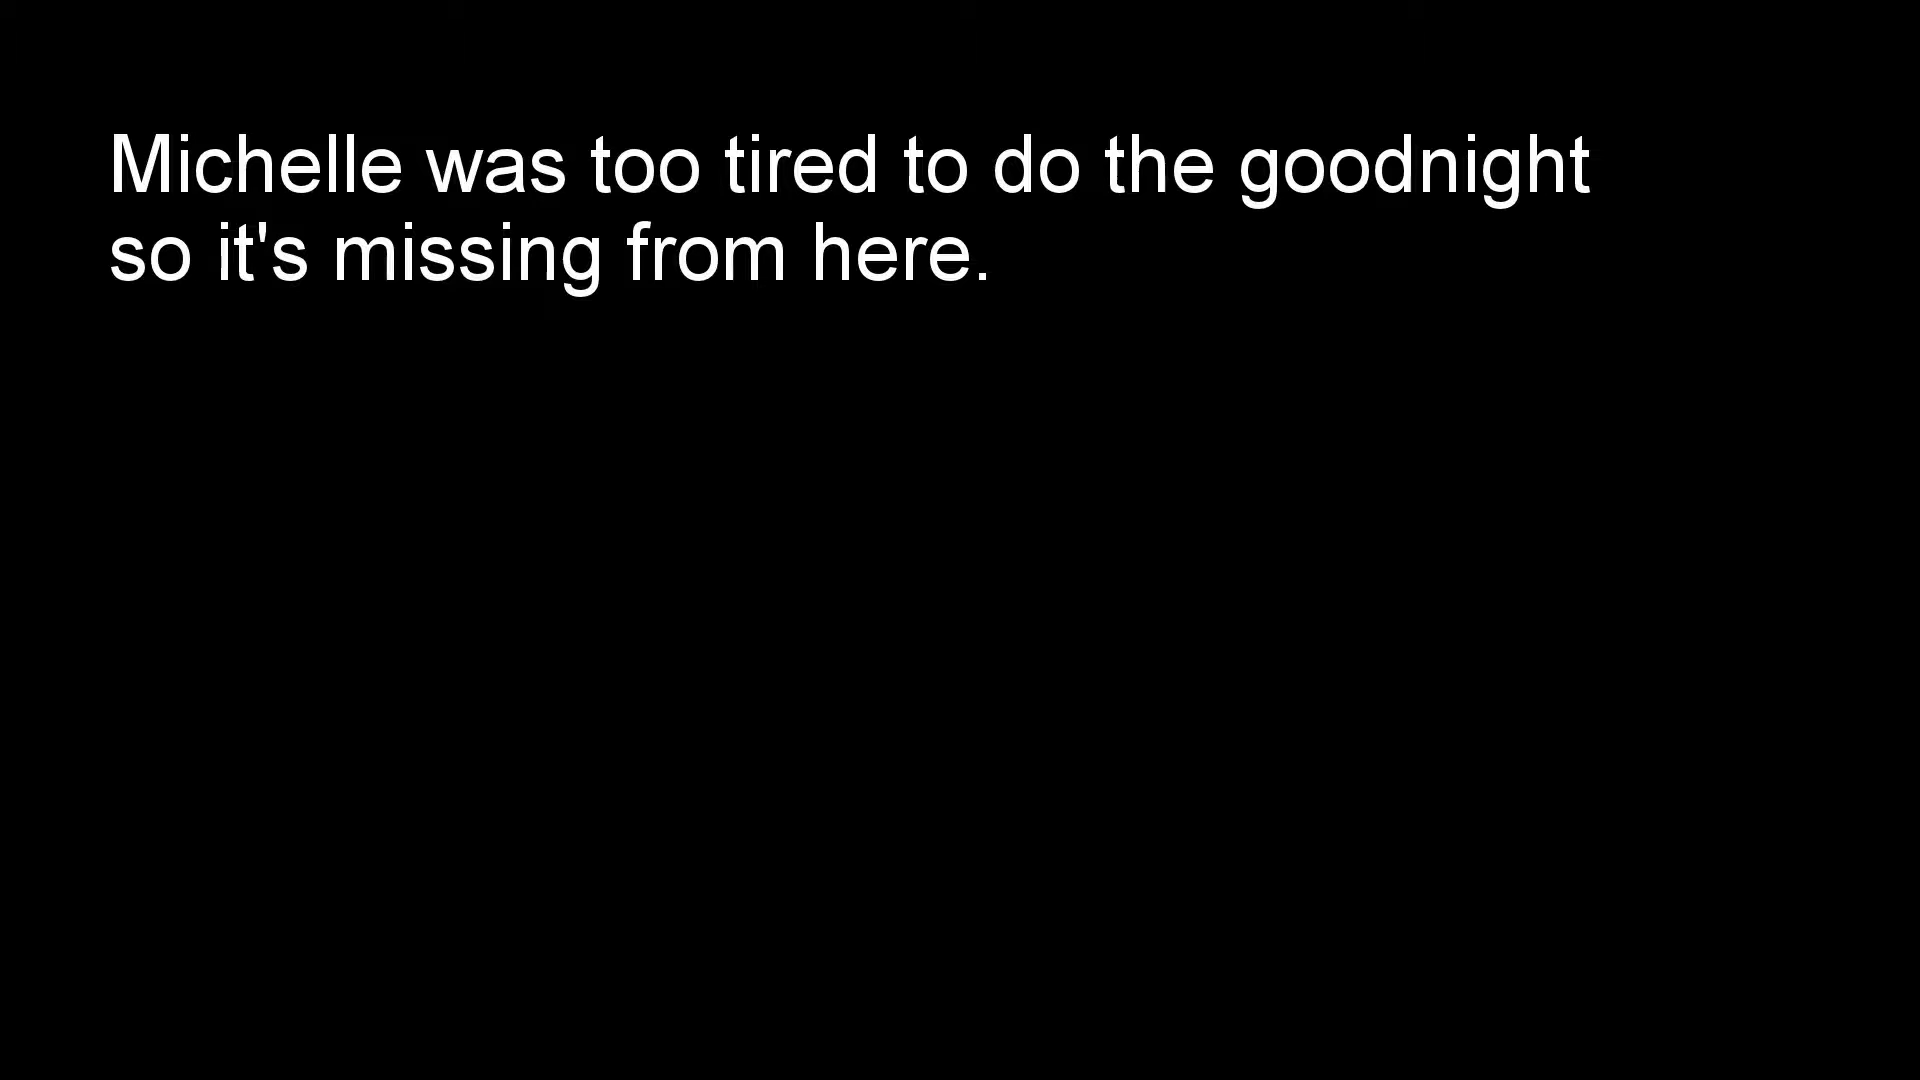 Michelle was too tired to do the goodnight
so it's missing from here.